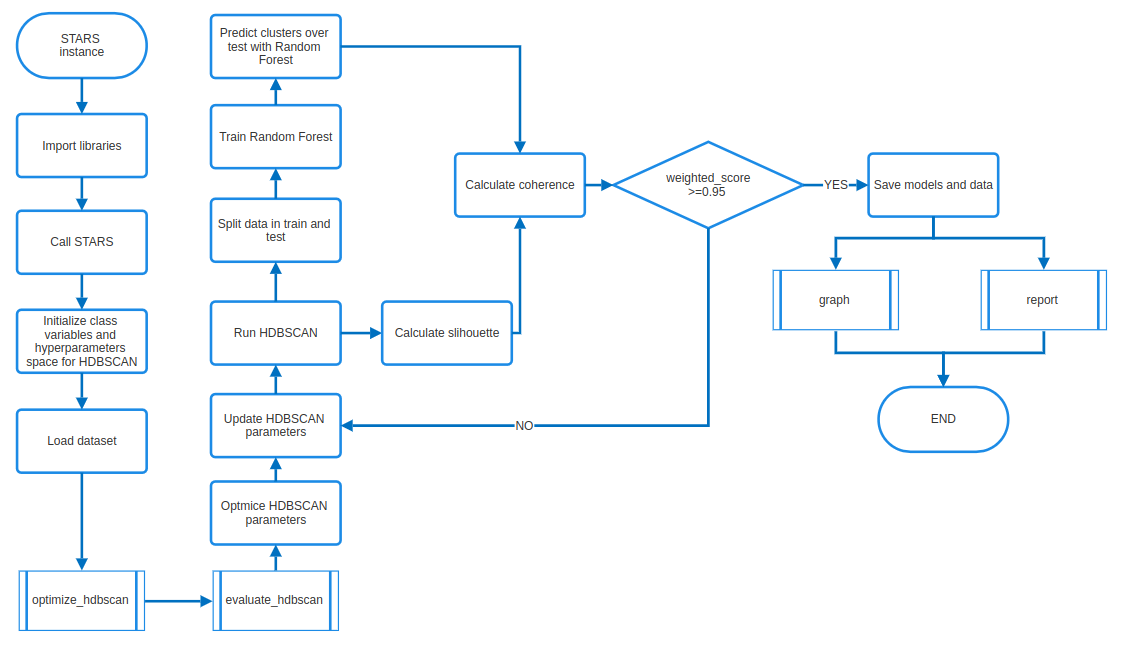 STARS
instance
Import libraries
Call STARS
Initialize class
variables and
hyperparameters
space for HDBSCAN
Load dataset
optimize_hdbscan
evaluate_hdbscan
Optmice HDBSCAN
parameters
Update HDBSCAN
parameters
Run HDBSCAN
Split data in train and
test
Train Random Forest
Predict clusters over
test with Random
Forest
Calculate slihouette
Calculate coherence
weighted_score
>=0.95
YES
NO
Save models and data
graph
report
END